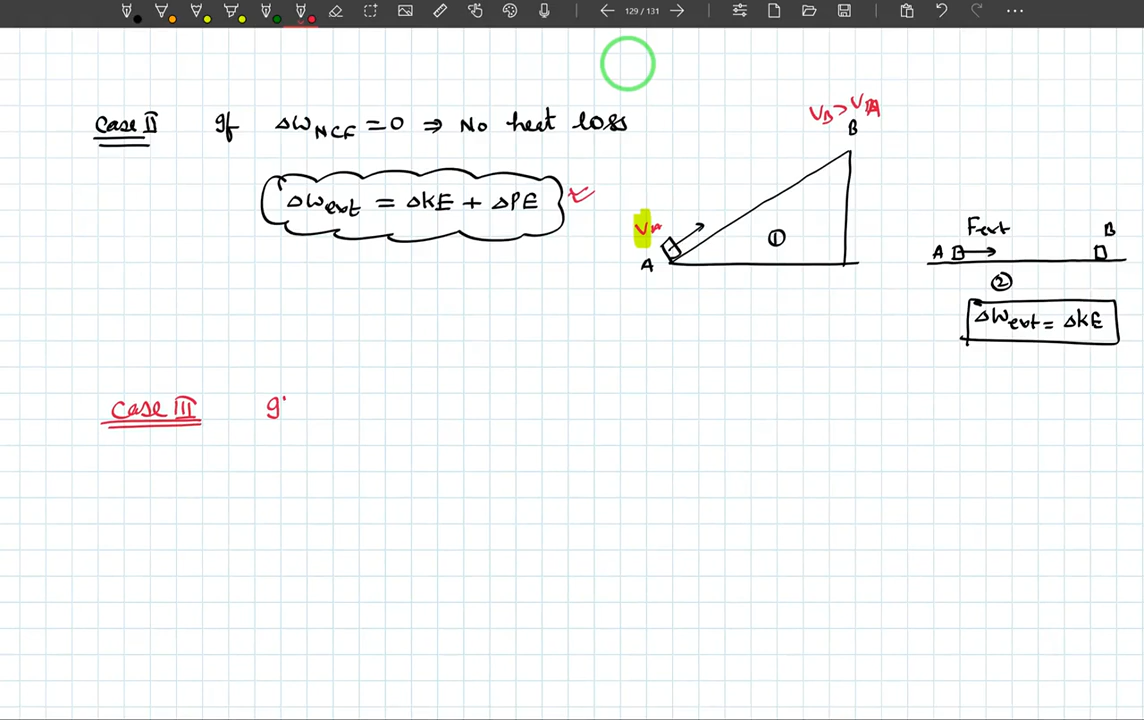 129 / 131
Case II If ΔW_NCF = 0 ⇒ No heat loss
ΔW_ext = ΔKE + ΔPE
V_B > V_A
B
V_A
A
①
F_ext
A B
②
ΔW_ext = ΔKE
Case III